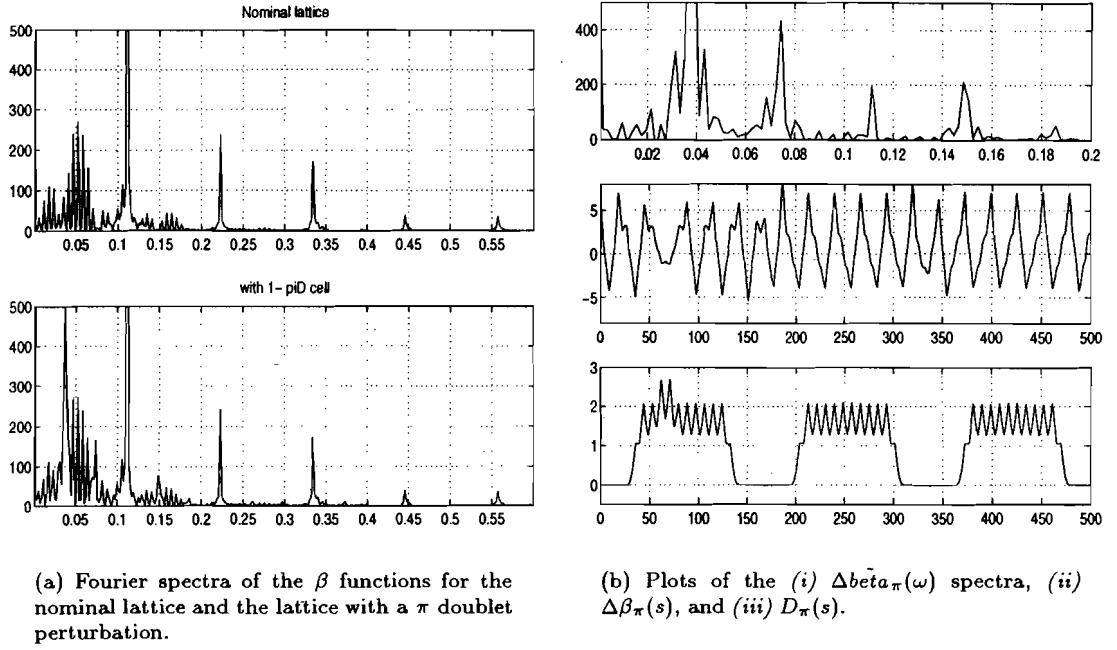 Nominal lattice
500
400
300
200
100
0
0.05 0.1 0.15 0.2 0.25 0.3 0.35 0.4 0.45 0.5 0.55
with 1- piD cell
500
400
300
200
100
0
0.05 0.1 0.15 0.2 0.25 0.3 0.35 0.4 0.45 0.5 0.55
(a) Fourier spectra of the β functions for the
nominal lattice and the lattice with a π doublet
perturbation.
400
200
0
0.02 0.04 0.06 0.08 0.1 0.12 0.14 0.16 0.18 0.2
5
0
-5
0 50 100 150 200 250 300 350 400 450 500
3
2
1
0
0 50 100 150 200 250 300 350 400 450 500
(b) Plots of the (i) Δbetãπ(ω) spectra, (ii)
Δβπ(s), and (iii) Dπ(s).